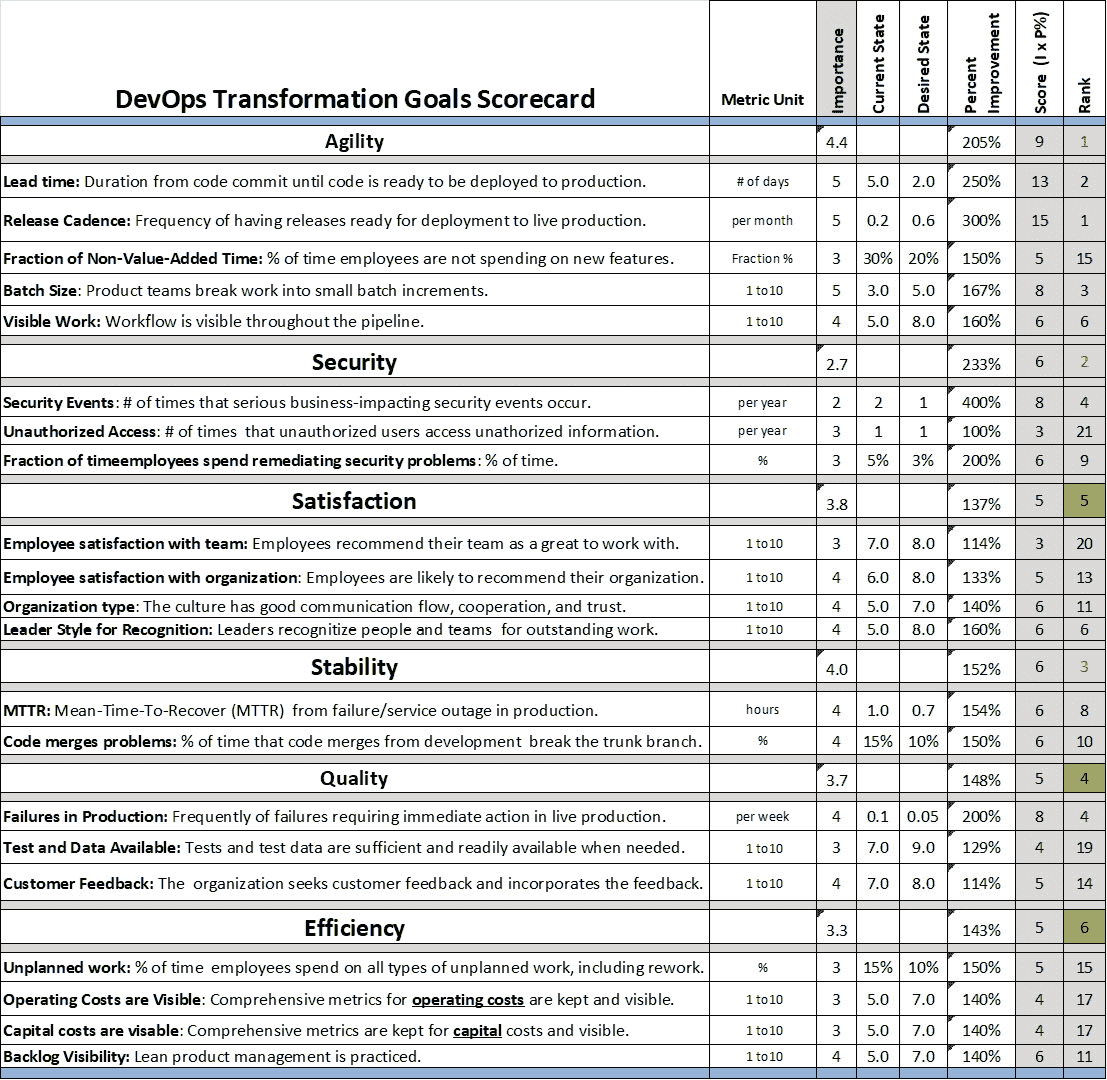 DevOps Transformation Goals Scorecard Metric Unit Importance Current State Desired State Percent Improvement Score (I x P%) Rank
Agility 4.4 205% 9 1
Lead time: Duration from code commit until code is ready to be deployed to production. # of days 5 5.0 2.0 250% 13 2
Release Cadence: Frequency of having releases ready for deployment to live production. per month 5 0.2 0.6 300% 15 1
Fraction of Non-Value-Added Time: % of time employees are not spending on new features. Fraction % 3 30% 20% 150% 5 15
Batch Size: Product teams break work into small batch increments. 1 to10 5 3.0 5.0 167% 8 3
Visible Work: Workflow is visible throughout the pipeline. 1 to10 4 5.0 8.0 160% 6 6
Security 2.7 233% 6 2
Security Events: # of times that serious business-impacting security events occur. per year 2 2 1 400% 8 4
Unauthorized Access: # of times that unauthorized users access unathorized information. per year 3 1 1 100% 3 21
Fraction of timeemployees spend remediating security problems: % of time. % 3 5% 3% 200% 6 9
Satisfaction 3.8 137% 5 5
Employee satisfaction with team: Employees recommend their team as a great to work with. 1 to10 3 7.0 8.0 114% 3 20
Employee satisfaction with organization: Employees are likely to recommend their organization. 1 to10 4 6.0 8.0 133% 5 13
Organization type: The culture has good communication flow, cooperation, and trust. 1 to10 4 5.0 7.0 140% 6 11
Leader Style for Recognition: Leaders recognitize people and teams for outstanding work. 1 to10 4 5.0 8.0 160% 6 6
Stability 4.0 152% 6 3
MTTR: Mean-Time-To-Recover (MTTR) from failure/service outage in production. hours 4 1.0 0.7 154% 6 8
Code merges problems: % of time that code merges from development break the trunk branch. % 4 15% 10% 150% 6 10
Quality 3.7 148% 5 4
Failures in Production: Frequently of failures requiring immediate action in live production. per week 4 0.1 0.05 200% 8 4
Test and Data Available: Tests and test data are sufficient and readily available when needed. 1 to10 3 7.0 9.0 129% 4 19
Customer Feedback: The organization seeks customer feedback and incorporates the feedback. 1 to10 4 7.0 8.0 114% 5 14
Efficiency 3.3 143% 5 6
Unplanned work: % of time employees spend on all types of unplanned work, including rework. % 3 15% 10% 150% 5 15
Operating Costs are Visible: Comprehensive metrics for operating costs are kept and visible. 1 to10 3 5.0 7.0 140% 4 17
Capital costs are visable: Comprehensive metrics are kept for capital costs and visible. 1 to10 3 5.0 7.0 140% 4 17
Backlog Visibility: Lean product management is practiced. 1 to10 4 5.0 7.0 140% 6 11